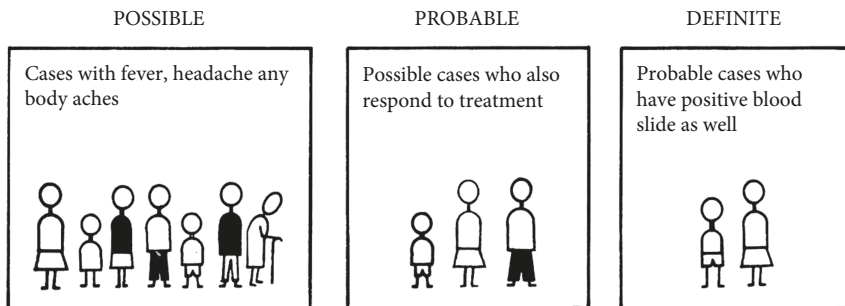 POSSIBLE
Cases with fever, headache any
body aches
PROBABLE
Possible cases who also
respond to treatment
DEFINITE
Probable cases who
have positive blood
slide as well